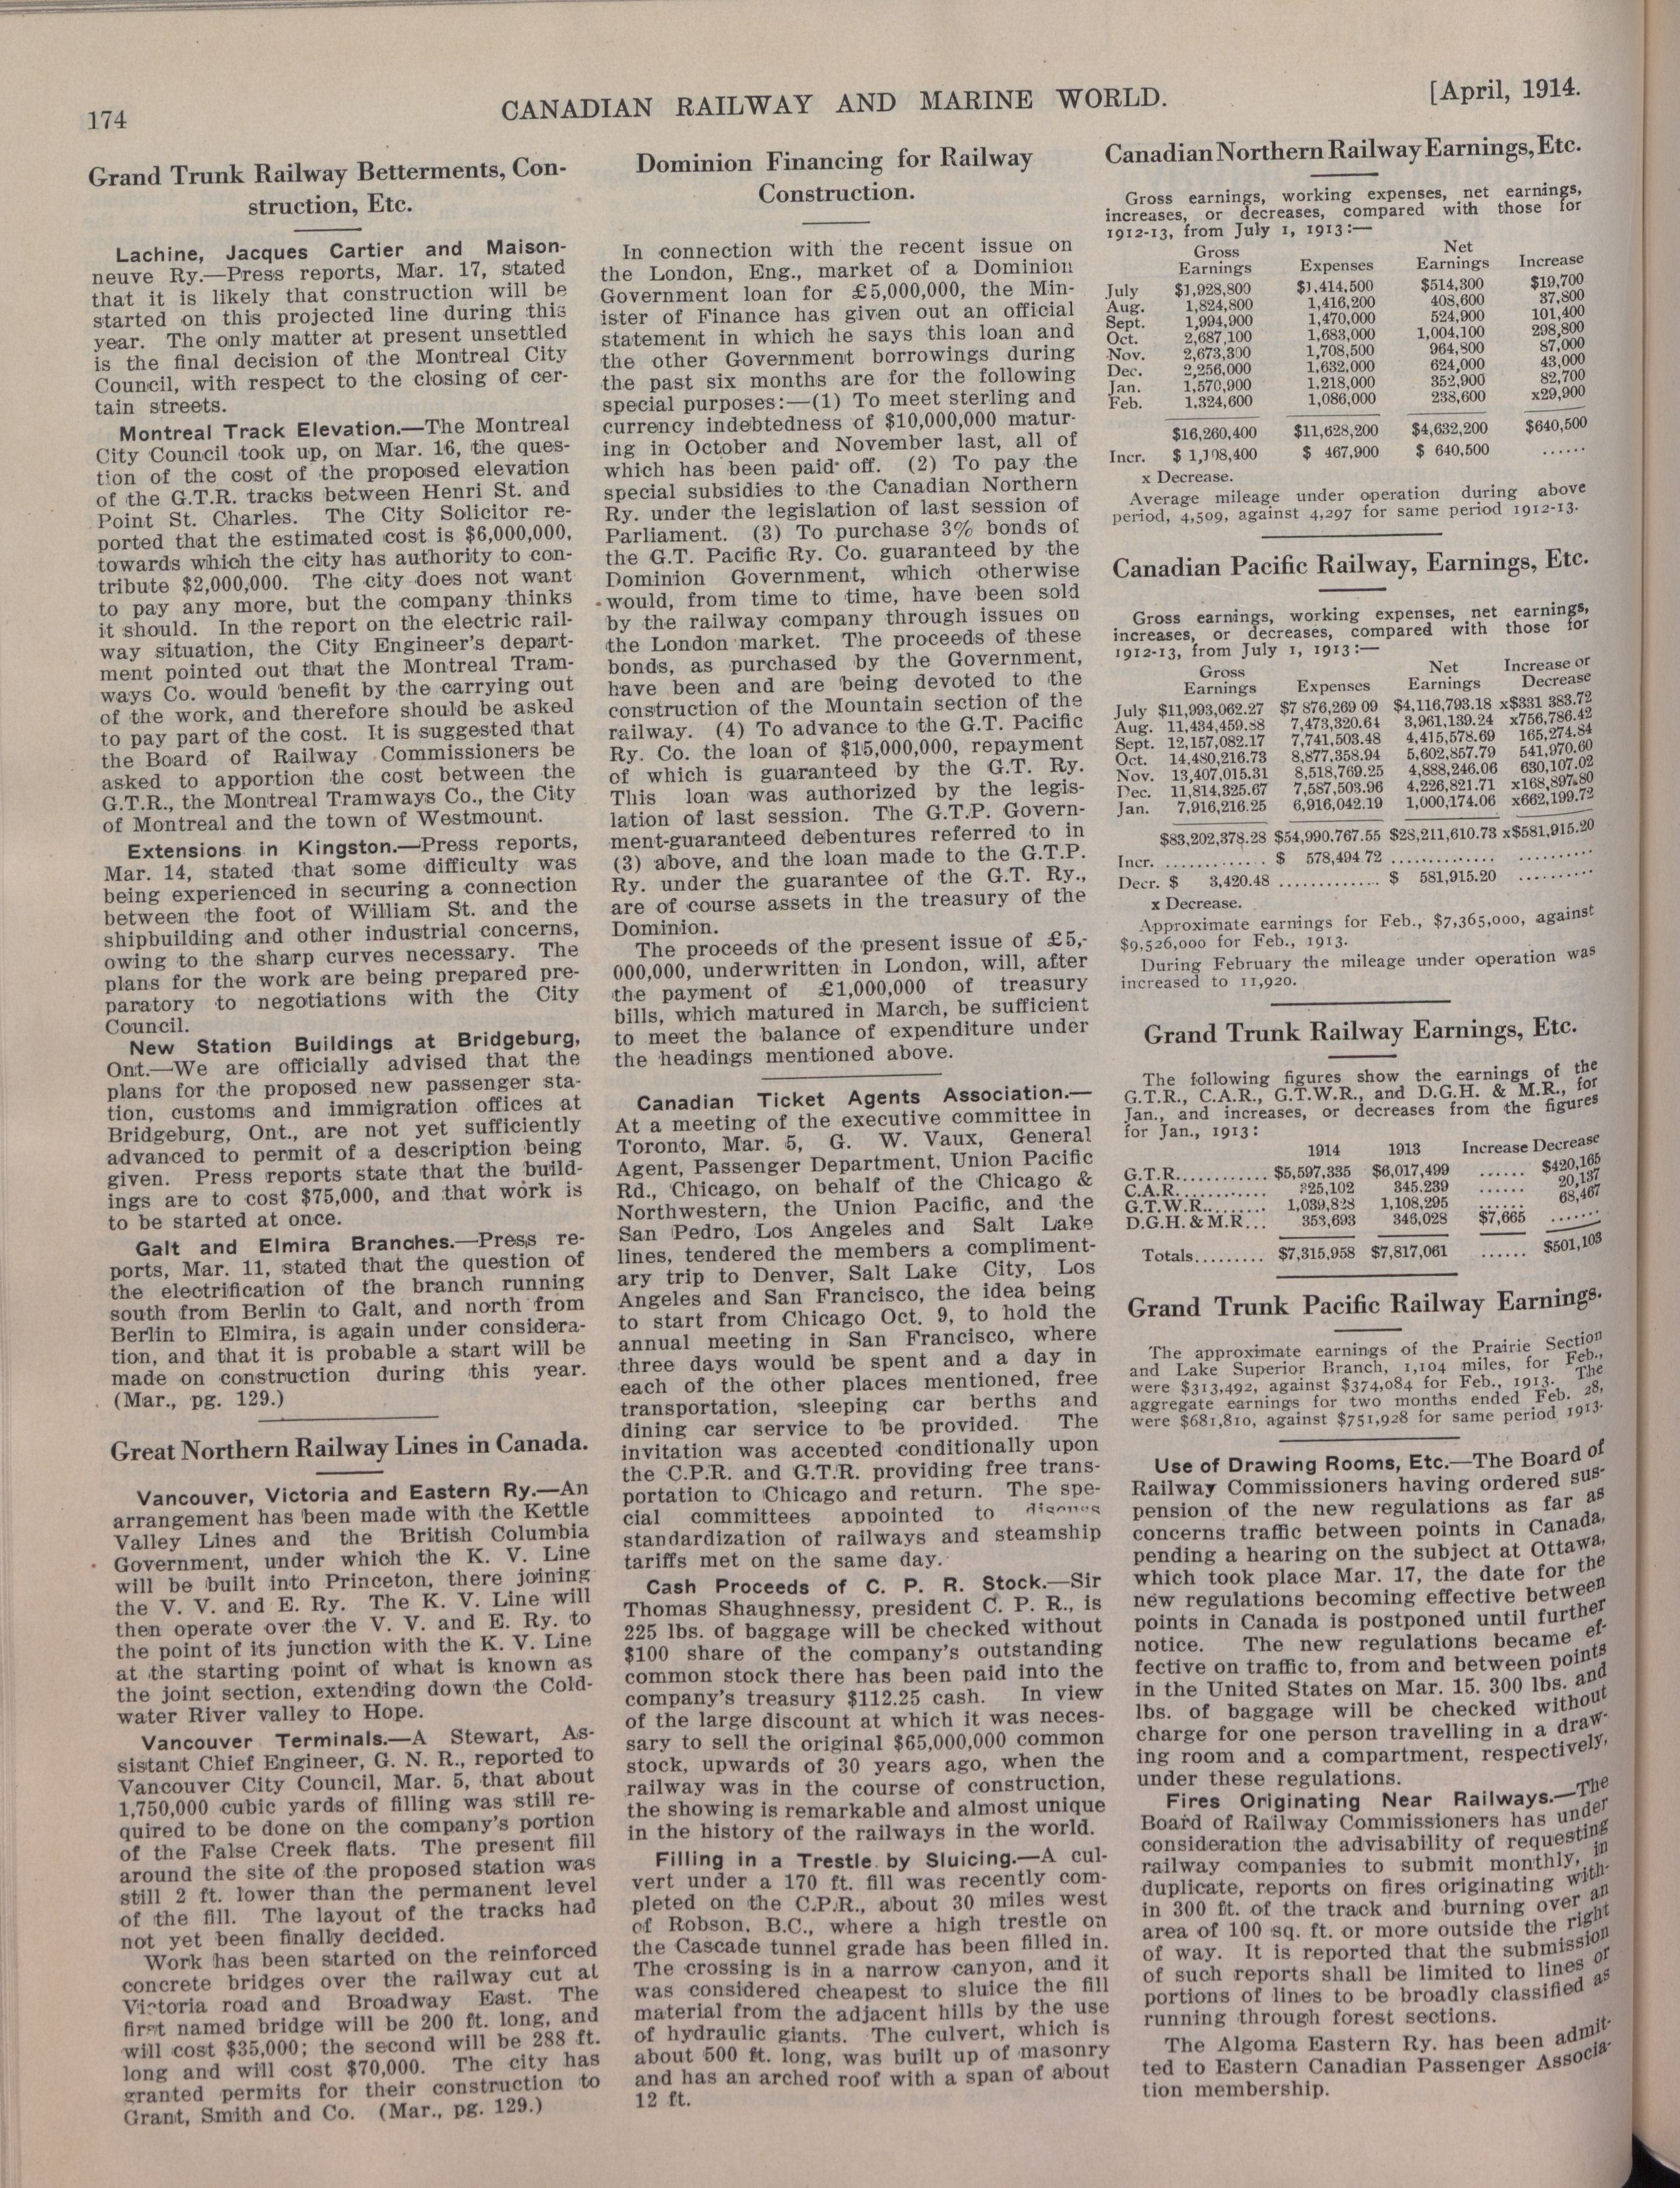 174
CANADIAN RAILWAY AND MARINE WORLD.
[April, 1914.
Grand Trunk Railway Betterments, Con-
struction, Etc.
Lachine, Jacques Cartier and Maison-
neuve Ry.—Press reports, Mar. 17, stated
that it is likely that construction will be
started on this projected line during this
year. The only matter at present unsettled
is the final decision of the Montreal City
Council, with respect to the closing of cer-
tain streets.
Montreal Track Elevation.—The Montreal
City Council took up, on Mar. 16, the ques-
tion of the cost of the proposed elevation
of the G.T.R. tracks between Henri St. and
Point St. Charles. The City Solicitor re-
ported that the estimated cost is $6,000,000,
towards which the city has authority to con-
tribute $2,000,000. The city does not want
to pay any more, but the company thinks
it should. In the report on the electric rail-
way situation, the City Engineer's depart-
ment pointed out that the Montreal Tram-
ways Co. would benefit by the carrying out
of the work, and therefore should be asked
to pay part of the cost. It is suggested that
the Board of Railway Commissioners be
asked to apportion the cost between the
G.T.R., the Montreal Tramways Co., the City
of Montreal and the town of Westmount.
Extensions in Kingston.—Press reports,
Mar. 14, stated that some difficulty was
being experienced in securing a connection
between the foot of William St. and the
shipbuilding and other industrial concerns,
owing to the sharp curves necessary. The
plans for the work are being prepared pre-
paratory to negotiations with the City
Council.
New Station Buildings at Bridgeburg,
Ont.—We are officially advised that the
plans for the proposed new passenger sta-
tion, customs and immigration offices at
Bridgeburg, Ont., are not yet sufficiently
advanced to permit of a description being
given. Press reports state that the build-
ings are to cost $75,000, and that work is
to be started at once.
Galt and Elmira Branches.—Press re-
ports, Mar. 11, stated that the question of
the electrification of the branch running
south from Berlin to Galt, and north from
Berlin to Elmira, is again under considera-
tion, and that it is probable a start will be
made on construction during this year.
(Mar., pg. 129.)
Great Northern Railway Lines in Canada.
Vancouver, Victoria and Eastern Ry.—An
arrangement has been made with the Kettle
Valley Lines and the British Columbia
Government, under which the K. V. Line
will be built into Princeton, there joining
the V. V. and E. Ry. The K. V. Line will
then operate over the V. V. and E. Ry. to
the point of its junction with the K. V. Line
at the starting point of what is known as
the joint section, extending down the Cold-
water River valley to Hope.
Vancouver Terminals.—A Stewart, As-
sistant Chief Engineer, G. N. R., reported to
Vancouver City Council, Mar. 5, that about
1,750,000 cubic yards of filling was still re-
quired to be done on the company's portion
of the False Creek flats. The present fill
around the site of the proposed station was
still 2 ft. lower than the permanent level
of the fill. The layout of the tracks had
not yet been finally decided.
Work has been started on the reinforced
concrete bridges over the railway cut at
Victoria road and Broadway East. The
first named bridge will be 200 ft. long, and
will cost $35,000; the second will be 288 ft.
long and will cost $70,000. The city has
granted permits for their construction to
Grant, Smith and Co. (Mar., pg. 129.)
Dominion Financing for Railway
Construction.
In connection with the recent issue on
the London, Eng., market of a Dominion
Government loan for £5,000,000, the Min-
ister of Finance has given out an official
statement in which he says this loan and
the other Government borrowings during
the past six months are for the following
special purposes:—(1) To meet sterling and
currency indebtedness of $10,000,000 matur-
ing in October and November last, all of
which has been paid off. (2) To pay the
special subsidies to the Canadian Northern
Ry. under the legislation of last session of
Parliament. (3) To purchase 3% bonds of
the G.T. Pacific Ry. Co. guaranteed by the
Dominion Government, which otherwise
would, from time to time, have been sold
by the railway company through issues on
the London market. The proceeds of these
bonds, as purchased by the Government,
have been and are being devoted to the
construction of the Mountain section of the
railway. (4) To advance to the G.T. Pacific
Ry. Co. the loan of $15,000,000, repayment
of which is guaranteed by the G.T. Ry.
This loan was authorized by the legis-
lation of last session. The G.T.P. Govern-
ment-guaranteed debentures referred to in
(3) above, and the loan made to the G.T.P.
Ry. under the guarantee of the G.T. Ry.,
are of course assets in the treasury of the
Dominion.
The proceeds of the present issue of £5,-
000,000, underwritten in London, will, after
the payment of £1,000,000 of treasury
bills, which matured in March, be sufficient
to meet the balance of expenditure under
the headings mentioned above.
Canadian Ticket Agents Association.—
At a meeting of the executive committee in
Toronto, Mar. 5, G. W. Vaux, General
Agent, Passenger Department, Union Pacific
Rd., Chicago, on behalf of the Chicago &
Northwestern, the Union Pacific, and the
San Pedro, Los Angeles and Salt Lake
lines, tendered the members a compliment-
ary trip to Denver, Salt Lake City, Los
Angeles and San Francisco, the idea being
to start from Chicago Oct. 9, to hold the
annual meeting in San Francisco, where
three days would be spent and a day in
each of the other places mentioned, free
transportation, sleeping car berths and
dining car service to be provided. The
invitation was accepted conditionally upon
the C.P.R. and G.T.R. providing free trans-
portation to Chicago and return. The spe-
cial committees appointed to
standardization of railways and steamship
tariffs met on the same day.
Cash Proceeds of C. P. R. Stock.—Sir
Thomas Shaughnessy, president C. P. R., is
225 lbs. of baggage will be checked without
$100 share of the company's outstanding
common stock there has been paid into the
company's treasury $112.25 cash. In view
of the large discount at which it was neces-
sary to sell the original $65,000,000 common
stock, upwards of 30 years ago, when the
railway was in the course of construction,
the showing is remarkable and almost unique
in the history of the railways in the world.
Filling in a Trestle by Sluicing.—A cul-
vert under a 170 ft. fill was recently com-
pleted on the C.P.R., about 30 miles west
of Robson, B.C., where a high trestle on
the Cascade tunnel grade has been filled in.
The crossing is in a narrow canyon, and it
was considered cheapest to sluice the fill
material from the adjacent hills by the use
of hydraulic giants. The culvert, which is
about 500 ft. long, was built up of masonry
and has an arched roof with a span of about
12 ft.
Canadian Northern Railway Earnings, Etc.
Gross earnings, working expenses, net earnings,
increases, or decreases, compared with those for
1912-13, from July 1, 1913:—
Gross Net
Earnings Expenses Earnings Increase
July $1,928,800 $1,414,500 $514,300 $19,700
Aug. 1,824,800 1,416,200 408,600 37,800
Sept. 1,994,900 1,470,000 524,900 101,400
Oct. 2,687,100 1,683,000 1,004,100 298,800
Nov. 2,673,300 1,708,500 964,800 87,000
Dec. 2,256,000 1,632,000 624,000 43,000
Jan. 1,570,900 1,218,000 352,900 82,700
Feb. 1,324,600 1,086,000 238,600 x29,900
$16,260,400 $11,628,200 $4,632,200 $640,500
Incr. $ 1,108,400 $ 467,900 $ 640,500 ......
x Decrease.
Average mileage under operation during above
period, 4,509, against 4,297 for same period 1912-13.
Canadian Pacific Railway, Earnings, Etc.
Gross earnings, working expenses, net earnings,
increases, or decreases, compared with those for
1912-13, from July 1, 1913:—
Gross Net Increase or
Earnings Expenses Earnings Decrease
July $11,993,062.27 $7 876,269 09 $4,116,793.18 x$331 383.72
Aug. 11,434,459.88 7,473,320.64 3,961,139.24 x756,786.42
Sept. 12,157,082.17 7,741,503.48 4,415,578.69 165,274.84
Oct. 14,480,216.73 8,877,358.94 5,602,857.79 541,970.60
Nov. 13,407,015.31 8,518,769.25 4,888,246.06 630,107.02
Dec. 11,814,325.67 7,587,503.96 4,226,821.71 x168,897.80
Jan. 7,916,216.25 6,916,042.19 1,000,174.06 x662,199.72
$83,202,378.28 $54,990.767.55 $28,211,610.73 x$581,915.20
Incr. ............. $ 578,494 72 .............. ..........
Decr. $ 3,420.48 ............. $ 581,915.20 ..........
x Decrease.
Approximate earnings for Feb., $7,365,000, against
$9,526,000 for Feb., 1913.
During February the mileage under operation was
increased to 11,920.
Grand Trunk Railway Earnings, Etc.
The following figures show the earnings of the
G.T.R., C.A.R., G.T.W.R., and D.G.H. & M.R., for
Jan., and increases, or decreases from the figures
for Jan., 1913:
1914 1913 Increase Decrease
G.T.R............ $5,597,335 $6,017,499 ...... $420,165
C.A.R............ 325,102 345.239 ...... 20,137
G.T.W.R......... 1,039,828 1,108,295 ...... 68,467
D.G.H. & M.R... 353,693 346,028 $7,665 .......
Totals......... $7,315,958 $7,817,061 ...... $501,103
Grand Trunk Pacific Railway Earnings.
The approximate earnings of the Prairie Section
and Lake Superior Branch, 1,104 miles, for Feb.,
were $313,492, against $374,084 for Feb., 1913. The
aggregate earnings for two months ended Feb. 28,
were $681,810, against $751,928 for same period 1913.
Use of Drawing Rooms, Etc.—The Board of
Railway Commissioners having ordered sus-
pension of the new regulations as far as
concerns traffic between points in Canada,
pending a hearing on the subject at Ottawa,
which took place Mar. 17, the date for the
new regulations becoming effective between
points in Canada is postponed until further
notice. The new regulations became ef-
fective on traffic to, from and between points
in the United States on Mar. 15. 300 lbs. and
lbs. of baggage will be checked without
charge for one person travelling in a draw-
ing room and a compartment, respectively,
under these regulations.
Fires Originating Near Railways.—The
Board of Railway Commissioners has under
consideration the advisability of requesting
railway companies to submit monthly, in
duplicate, reports on fires originating with-
in 300 ft. of the track and burning over an
area of 100 sq. ft. or more outside the right
of way. It is reported that the submission
of such reports shall be limited to lines or
portions of lines to be broadly classified as
running through forest sections.
The Algoma Eastern Ry. has been admit-
ted to Eastern Canadian Passenger Associa-
tion membership.